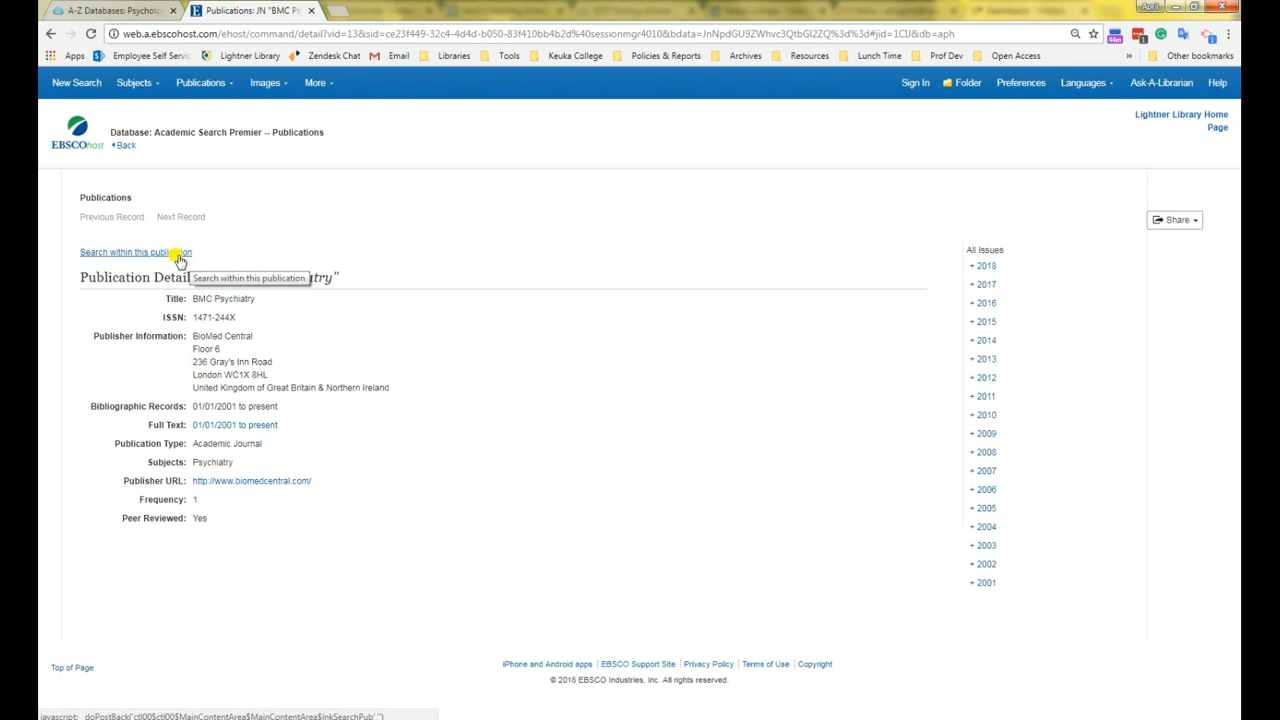 A-Z Databases: Psycholo
Publications: JN "BMC Ps
April
web.a.ebscohost.com/ehost/command/detail?vid=13&sid=ce23f449-32c4-4d4d-b050-83f410bb4b2d%40sessionmgr4010&bdata=JnNpdGU9ZWhvc3QtbGl2ZQ%3d%3d#jid=1CIJ&db=aph
Apps Employee Self Servi Lightner Library Zendesk Chat Email Libraries Tools Keuka College Policies & Reports Archives Resources Lunch Time Prof Dev Open Access » Other bookmarks
New Search Subjects Publications Images More Sign In Folder Preferences Languages Ask-A-Librarian Help
Lightner Library Home
Page
EBSCOhost
Database: Academic Search Premier -- Publications
Back
Publications
Previous Record Next Record
Share
Search within this publication
Publication Detail
Search within this publication
Title: BMC Psychiatry
ISSN: 1471-244X
Publisher Information: BioMed Central
Floor 6
236 Gray's Inn Road
London WC1X 8HL
United Kingdom of Great Britain & Northern Ireland
Bibliographic Records: 01/01/2001 to present
Full Text: 01/01/2001 to present
Publication Type: Academic Journal
Subjects: Psychiatry
Publisher URL: http://www.biomedcentral.com/
Frequency: 1
Peer Reviewed: Yes
All Issues
+ 2018
+ 2017
+ 2016
+ 2015
+ 2014
+ 2013
+ 2012
+ 2011
+ 2010
+ 2009
+ 2008
+ 2007
+ 2006
+ 2005
+ 2004
+ 2003
+ 2002
+ 2001
Top of Page
iPhone and Android apps | EBSCO Support Site | Privacy Policy | Terms of Use | Copyright
© 2018 EBSCO Industries, Inc. All rights reserved.
javascript:__doPostBack('ctl00$ctl00$MainContentArea$MainContentArea$lnkSearchPub','')